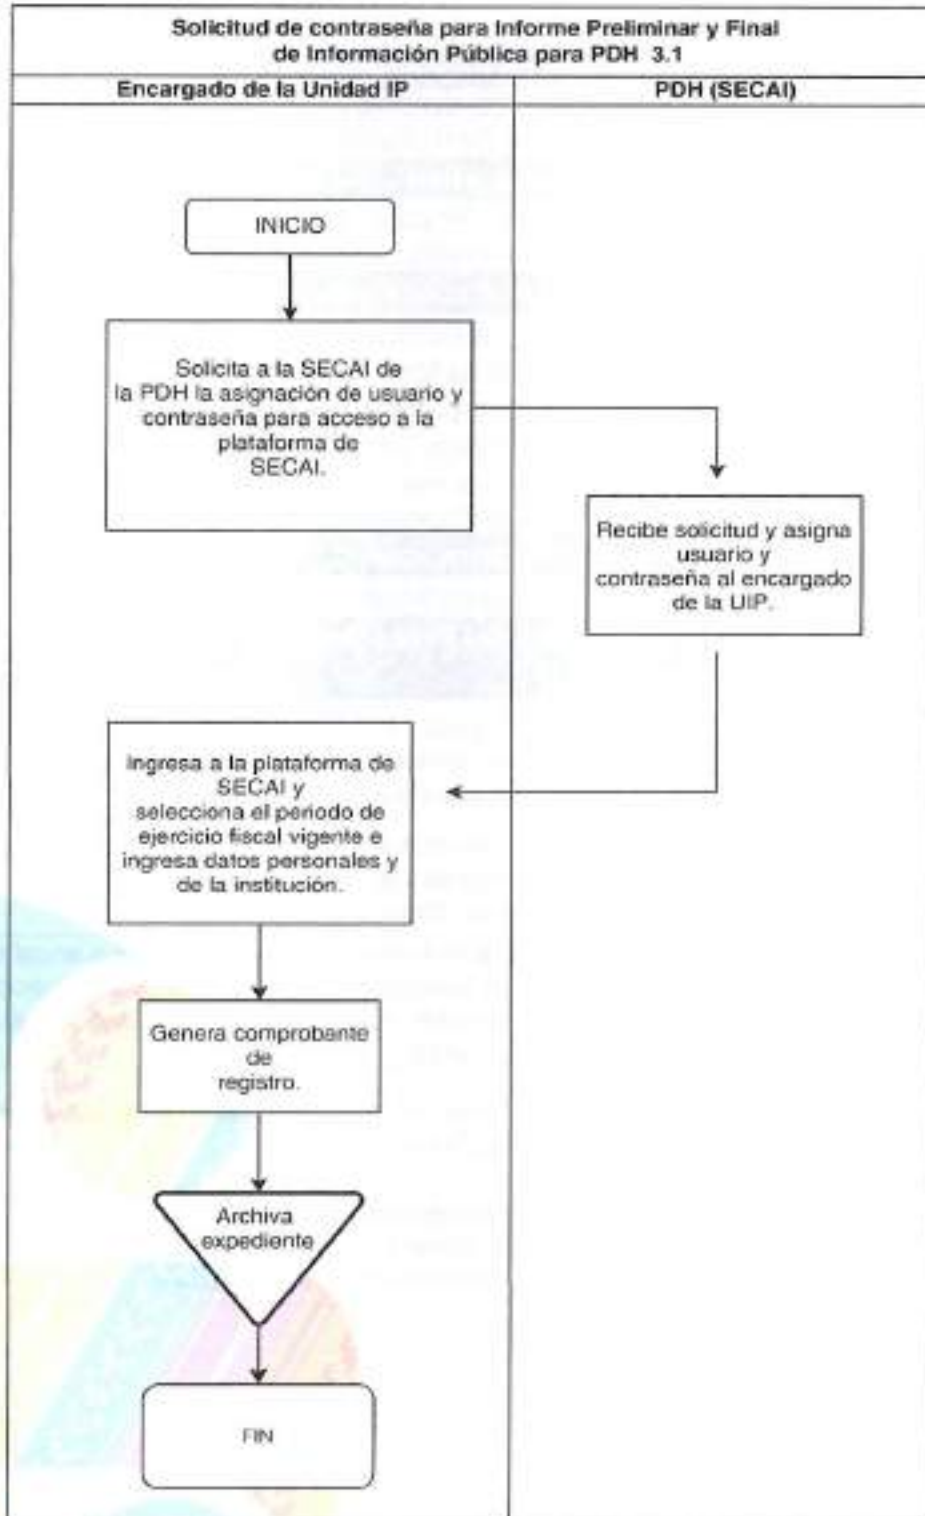 Solicitud de contraseña para Informe Preliminar y Final
de Información Pública para PDH 3.1
Encargado de la Unidad IP
PDH (SECAI)
INICIO
Solicita a la SECAI de
la PDH la asignación de usuario y
contraseña para acceso a la
plataforma de
SECAI.
Recibe solicitud y asigna
usuario y
contraseña al encargado
de la UIP.
Ingresa a la plataforma de
SECAI y
selecciona el periodo de
ejercicio fiscal vigente e
ingresa datos personales y
de la institución.
Genera comprobante
de
registro.
Archiva
expediente
FIN